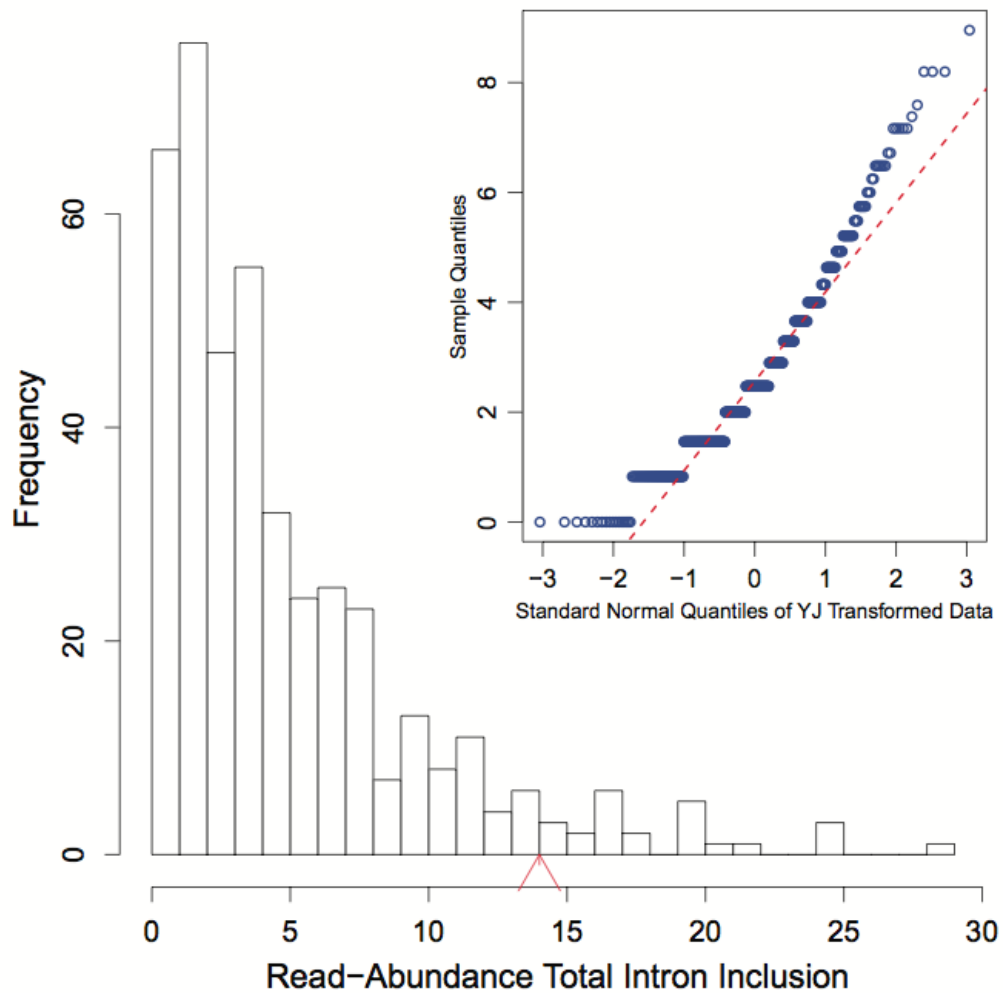 Frequency
0
20
40
60
0 5 10 15 20 25 30
Read−Abundance Total Intron Inclusion
Sample Quantiles
0
2
4
6
8
−3 −2 −1 0 1 2 3
Standard Normal Quantiles of YJ Transformed Data